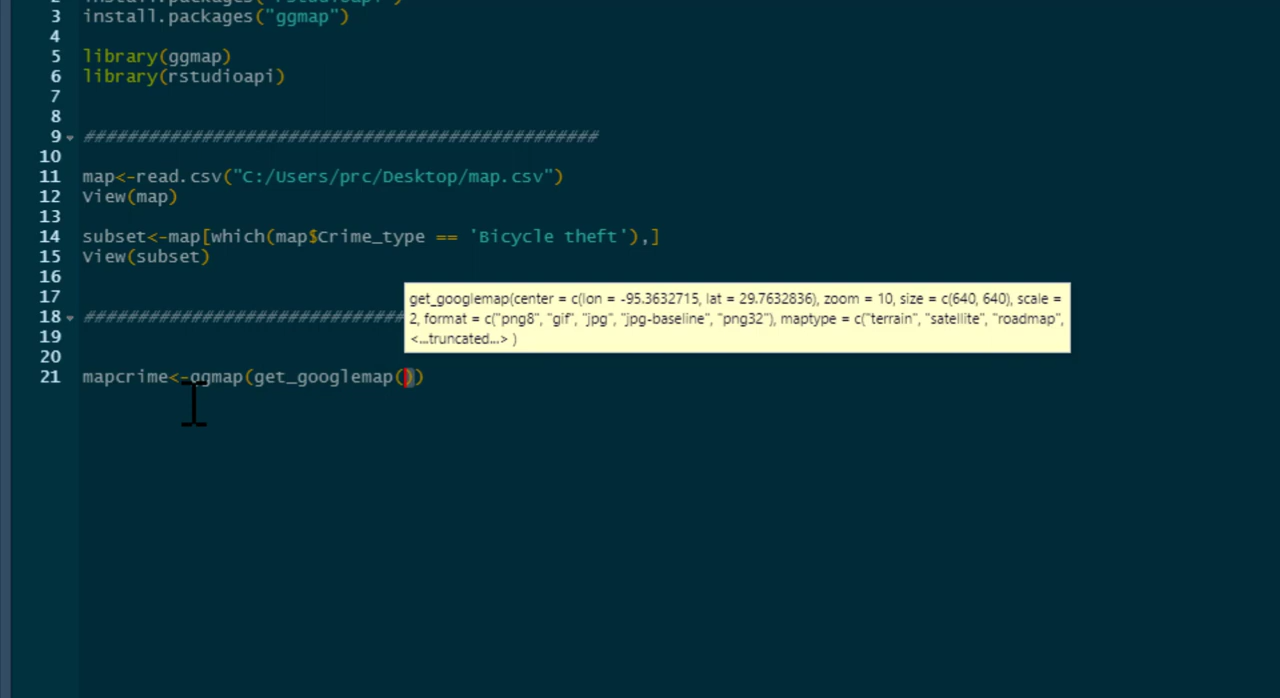 3 install.packages("ggmap")
4
5 library(ggmap)
6 library(rstudioapi)
7
8
9 ################################################
10
11 map<-read.csv("C:/Users/prc/Desktop/map.csv")
12 View(map)
13
14 subset<-map[which(map$Crime_type == 'Bicycle theft'),]
15 View(subset)
16
17
18 ##############################
19
20
21 mapcrime<-ggmap(get_googlemap())
get_googlemap(center = c(lon = -95.3632715, lat = 29.7632836), zoom = 10, size = c(640, 640), scale =
2, format = c("png8", "gif", "jpg", "jpg-baseline", "png32"), maptype = c("terrain", "satellite", "roadmap",
<...truncated...> )